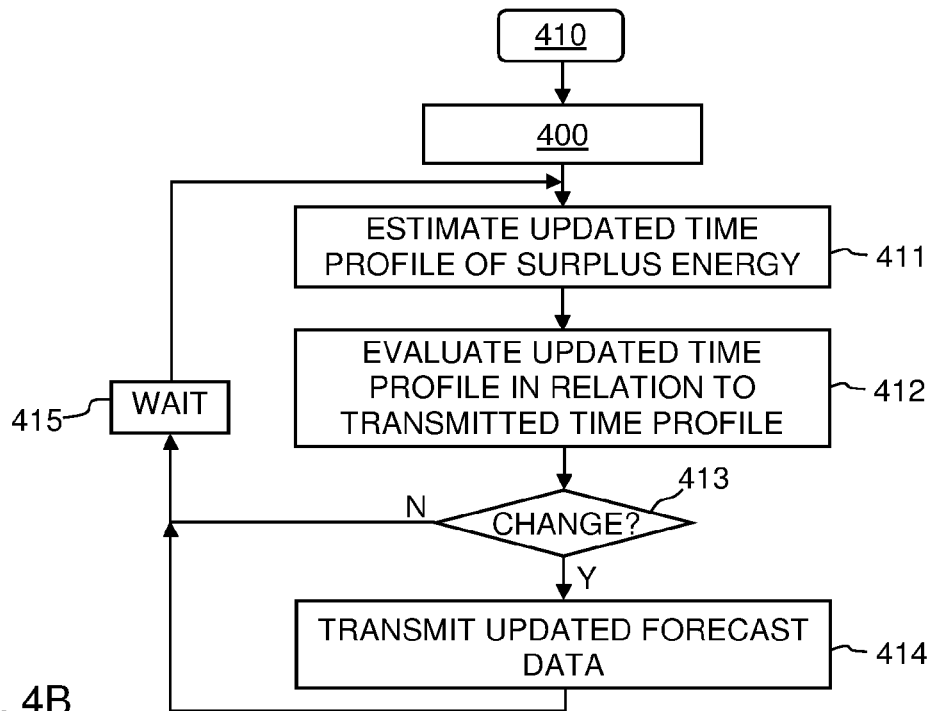 410
400
ESTIMATE UPDATED TIME
PROFILE OF SURPLUS ENERGY
411
EVALUATE UPDATED TIME
PROFILE IN RELATION TO
TRANSMITTED TIME PROFILE
412
WAIT
415
413
N
CHANGE?
Y
TRANSMIT UPDATED FORECAST
DATA
414
4B